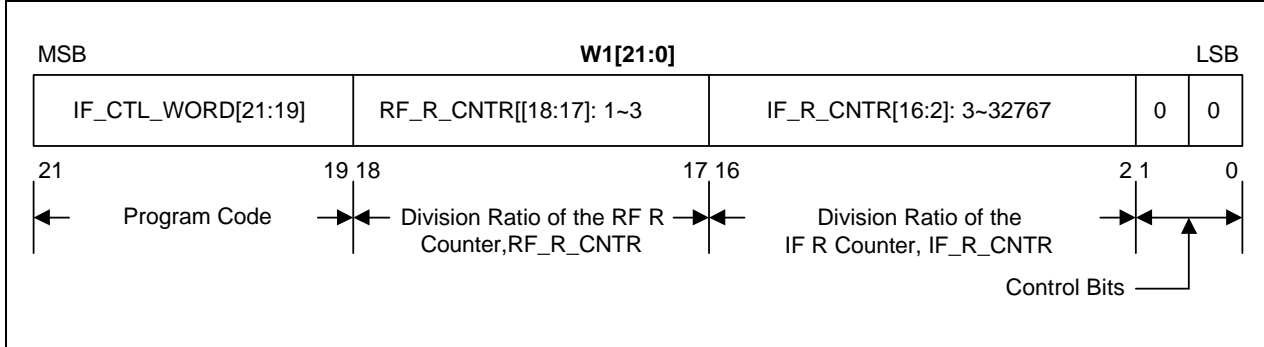 MSB W1[21:0] LSB
IF_CTL_WORD[21:19] RF_R_CNTR[[18:17]: 1~3 IF_R_CNTR[16:2]: 3~32767 0 0
21 19 18 17 16 2 1 0
Program Code Division Ratio of the RF R Division Ratio of the
Counter,RF_R_CNTR IF R Counter, IF_R_CNTR
Control Bits